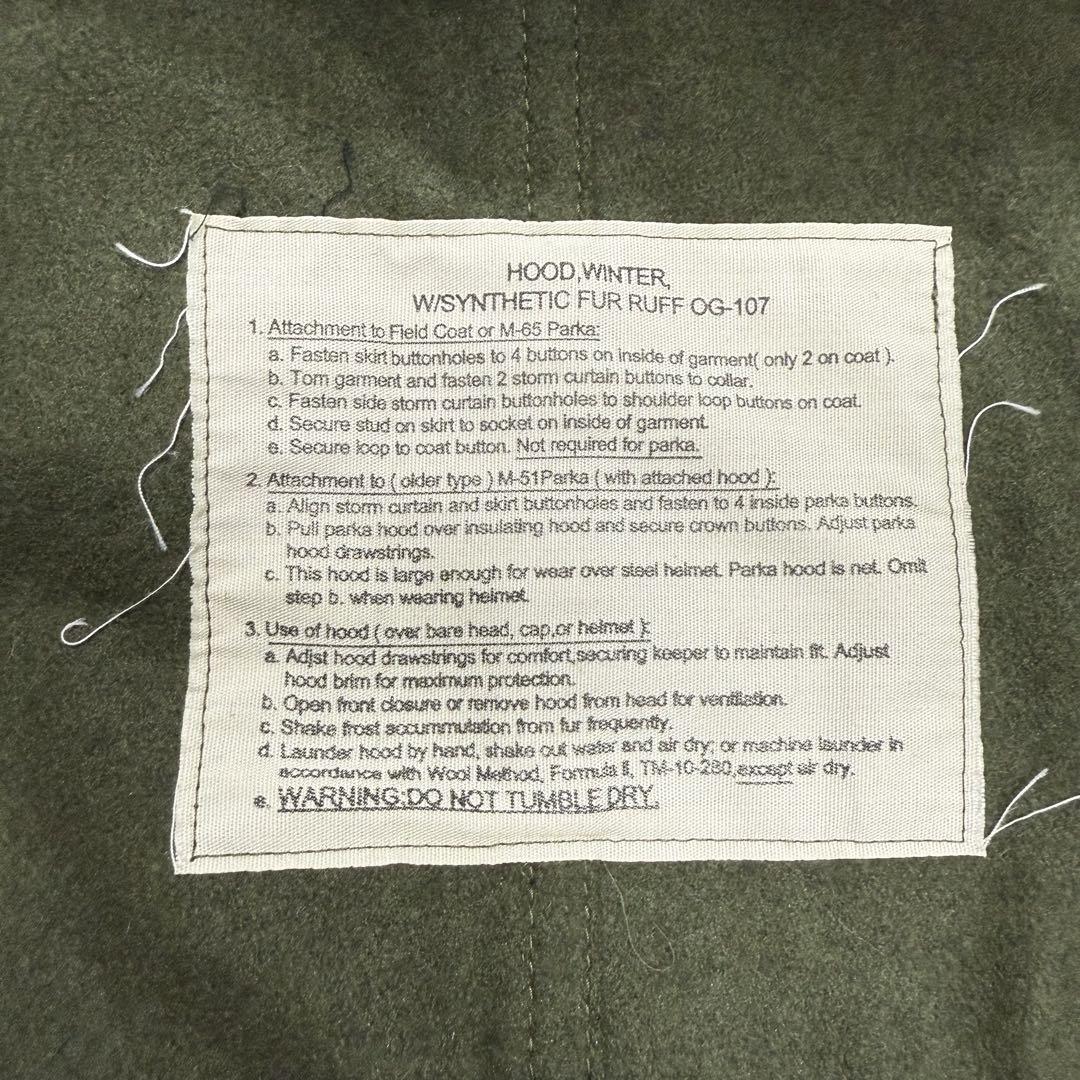 HOOD,WINTER,
W/SYNTHETIC FUR RUFF OG-107
1. Attachment to Field Coat or M-65 Parka:
a. Fasten skirt buttonholes to 4 buttons on inside of garment( only 2 on coat ).
b. Tom garment and fasten 2 storm curtain buttons to collar.
c. Fasten side storm curtain buttonholes to shoulder loop buttons on coat.
d. Secure stud on skirt to socket on inside of garment.
e. Secure loop to coat button. Not required for parka.
2. Attachment to ( older type ) M-51Parka ( with attached hood ):
a. Align storm curtain and skirt buttonholes and fasten to 4 inside parka buttons.
b. Pull parka hood over insulating hood and secure crown buttons. Adjust parka
hood drawstrings.
c. This hood is large enough for wear over steel helmet. Parka hood is net. Omit
step b. when wearing helmet.
3. Use of hood ( over bare head, cap,or helmet ):
a. Adjst hood drawstrings for comfort,securing keeper to maintain fit. Adjust
hood brim for maximum protection.
b. Open front closure or remove hood from head for ventilation.
c. Shake frost accummulation from fur frequently.
d. Launder hood by hand, shake out water and air dry; or machine launder in
accordance with Wool Method, Formula II, TM-10-280,except air dry.
e. WARNING:DO NOT TUMBLE DRY.